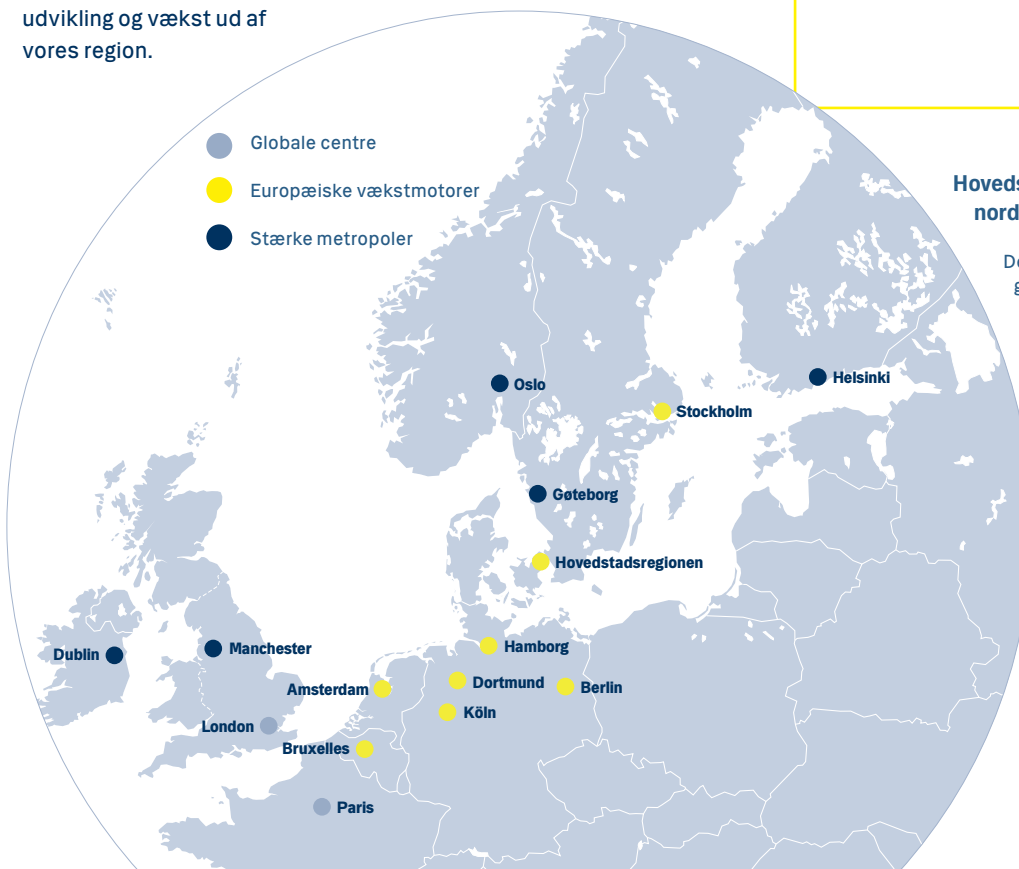 udvikling og vækst ud af
vores region.
Globale centre
Europæiske vækstmotorer
Stærke metropoler
Oslo
Helsinki
Stockholm
Gøteborg
Hovedstadsregionen
Dublin
Manchester
Hamborg
Amsterdam
Dortmund
Berlin
Köln
London
Bruxelles
Paris